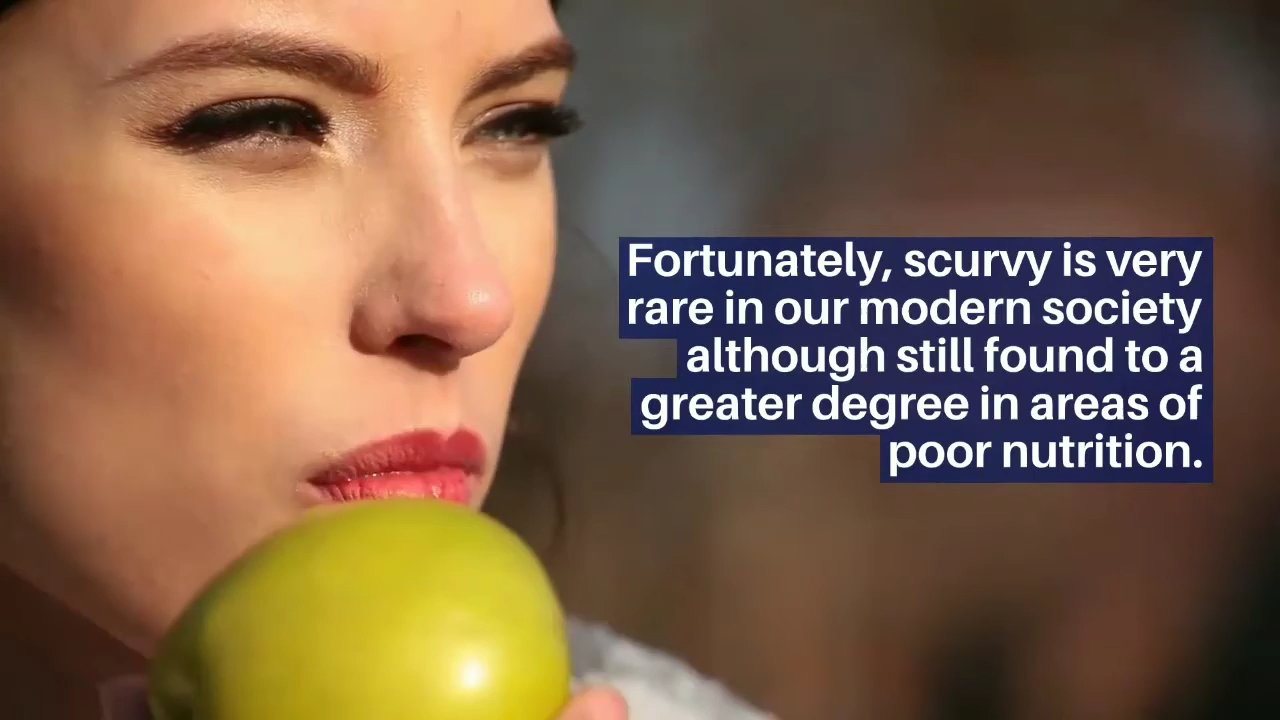 Fortunately, scurvy is very
rare in our modern society
although still found to a
greater degree in areas of
poor nutrition.